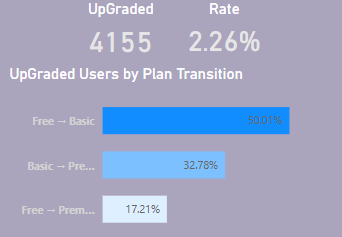 UpGraded Rate
4155 2.26%
UpGraded Users by Plan Transition
Free → Basic 50.01%
Basic → Pre... 32.78%
Free → Prem... 17.21%